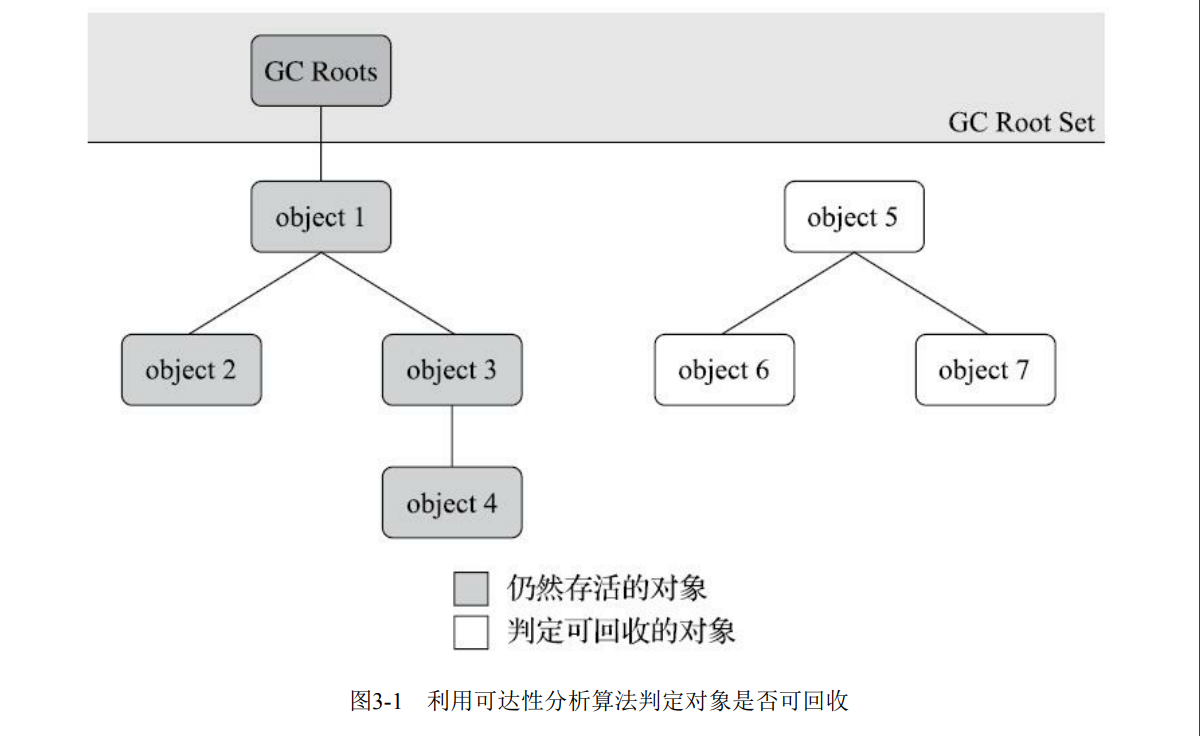 GC Roots
GC Root Set
object 1
object 5
object 2
object 3
object 6
object 7
object 4
仍然存活的对象
判定可回收的对象
图3-1 利用可达性分析算法判定对象是否可回收